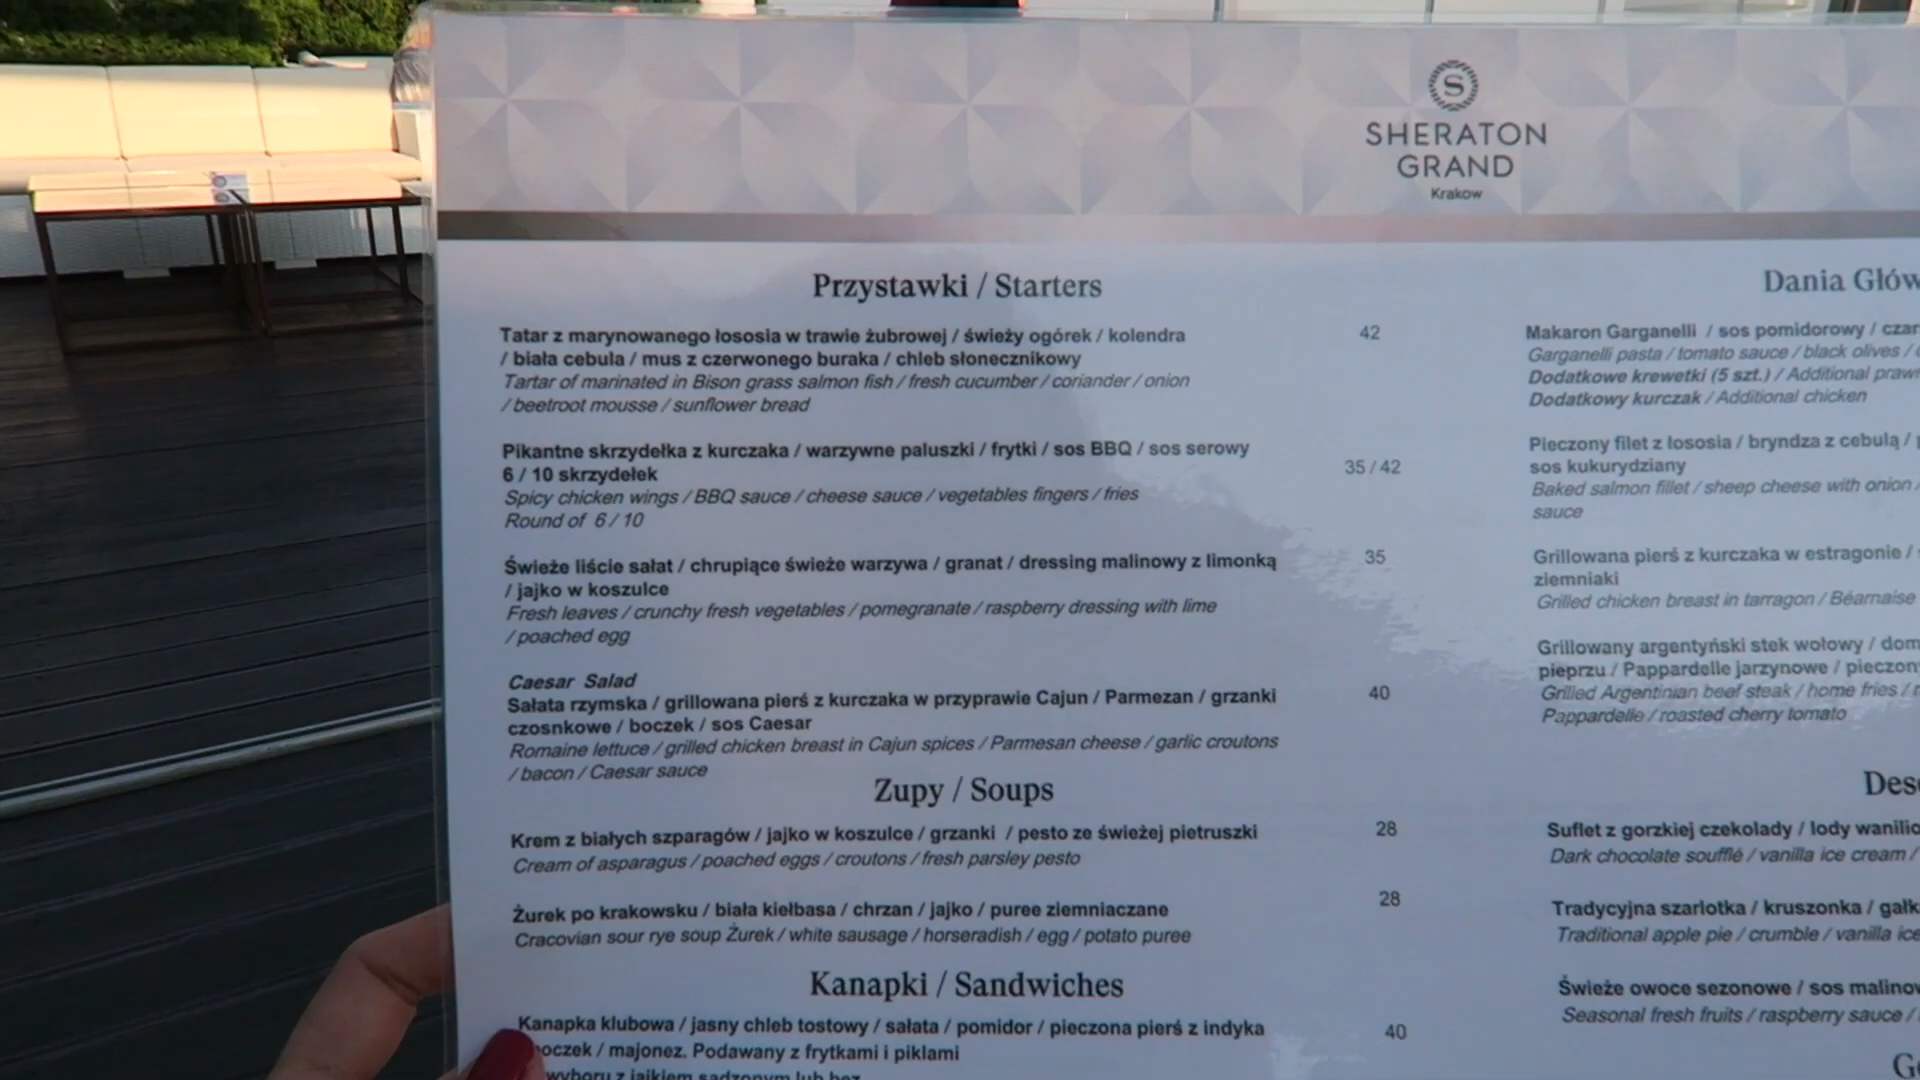 S
SHERATON
GRAND
Krakow
Przystawki / Starters
Tatar z marynowanego łososia w trawie żubrowej / świeży ogórek / kolendra 42
/ biała cebula / mus z czerwonego buraka / chleb słonecznikowy
Tartar of marinated in Bison grass salmon fish / fresh cucumber / coriander / onion
/ beetroot mousse / sunflower bread
Pikantne skrzydełka z kurczaka / warzywne paluszki / frytki / sos BBQ / sos serowy
6 / 10 skrzydełek 35 / 42
Spicy chicken wings / BBQ sauce / cheese sauce / vegetables fingers / fries
Round of 6 / 10
Świeże liście sałat / chrupiące świeże warzywa / granat / dressing malinowy z limonką 35
/ jajko w koszulce
Fresh leaves / crunchy fresh vegetables / pomegranate / raspberry dressing with lime
/ poached egg
Caesar Salad
Sałata rzymska / grillowana pierś z kurczaka w przyprawie Cajun / Parmezan / grzanki 40
czosnkowe / boczek / sos Caesar
Romaine lettuce / grilled chicken breast in Cajun spices / Parmesan cheese / garlic croutons
/ bacon / Caesar sauce
Zupy / Soups
Krem z białych szparagów / jajko w koszulce / grzanki / pesto ze świeżej pietruszki 28
Cream of asparagus / poached eggs / croutons / fresh parsley pesto
Żurek po krakowsku / biała kiełbasa / chrzan / jajko / puree ziemniaczane 28
Cracovian sour rye soup Żurek / white sausage / horseradish / egg / potato puree
Kanapki / Sandwiches
Kanapka klubowa / jasny chleb tostowy / sałata / pomidor / pieczona pierś z indyka 40
boczek / majonez. Podawany z frytkami i piklami
wyboru z jajkiem sadzonym lub bez
Dania Głów
Makaron Garganelli / sos pomidorowy / czar
Garganelli pasta / tomato sauce / black olives /
Dodatkowe krewetki (5 szt.) / Additional praw
Dodatkowy kurczak / Additional chicken
Pieczony filet z łososia / bryndza z cebulą /
sos kukurydziany
Baked salmon fillet / sheep cheese with onion /
sauce
Grillowana pierś z kurczaka w estragonie /
ziemniaki
Grilled chicken breast in tarragon / Béarnaise
Grillowany argentyński stek wołowy / dom
pieprzu / Pappardelle jarzynowe / pieczon
Grilled Argentinian beef steak / home fries /
Pappardelle / roasted cherry tomato
Des
Suflet z gorzkiej czekolady / lody wanilio
Dark chocolate soufflé / vanilla ice cream /
Tradycyjna szarlotka / kruszonka / gałk
Traditional apple pie / crumble / vanilla ice
Świeże owoce sezonowe / sos malinow
Seasonal fresh fruits / raspberry sauce /
G